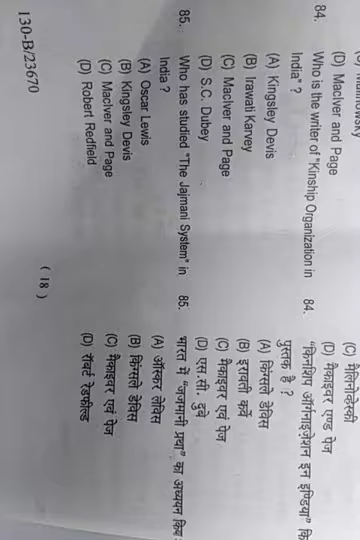 (D) MacIver and Page
84. Who is the writer of "Kinship Organization in
India" ?
(A) Kingsley Devis
(B) Irawati Karvey
(C) MacIver and Page
(D) S.C. Dubey
85. Who has studied "The Jajmani System" in
India ?
(A) Oscar Lewis
(B) Kingsley Devis
(C) MacIver and Page
(D) Robert Redfield
(C) मैलिनोव्स्की
(D) मैकाइवर एण्ड पेज
84. "किनशिप ऑर्गनाइज़ेशन इन इण्डिया"
पुस्तक है ?
(A) किंग्सले डेविस
(B) इरावती कर्वे
(C) मैकाइवर एवं पेज
(D) एस सी. दुबे
85. भारत में "जजमानी प्रथा" का अध्ययन
(A) ऑस्कर लेविस
(B) किंग्सले डेविस
(C) मैकाइवर एवं पेज
(D) रॉबर्ट रेडफील्ड
130-B/23670
( 18 )